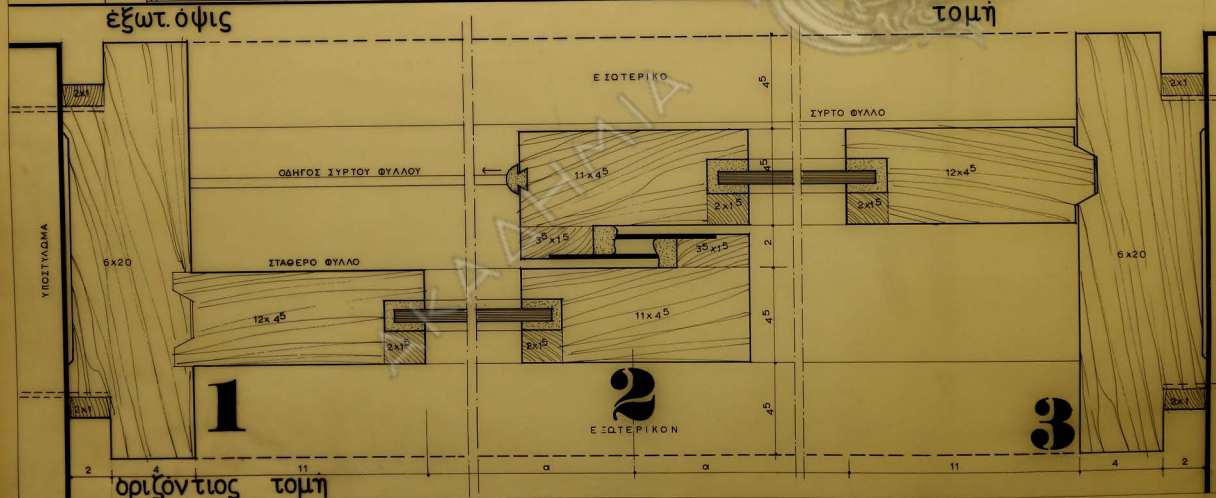 έξωτ. όψις
τομή
ΕΣΩΤΕΡΙΚΟ
45
2x1
2x1
ΣΥΡΤΟ ΦΥΛΛΟ
ΟΔΗΓΟΣ ΣΥΡΤΟΥ ΦΥΛΛΟΥ
←
11x4⁵
45
12x4⁵
2x1⁵
2x1⁵
3⁵x1⁵
3⁵x1⁵
2
ΥΠΟΣΤΥΛΩΜΑ
6x20
6x20
ΣΤΑΘΕΡΟ ΦΥΛΛΟ
12x4⁵
11x4⁵
45
2x1⁵
2x1⁵
ΑΚΑΔΗΜΙΑ
1
2
3
2x1
2x1
45
ΕΞΩΤΕΡΙΚΟΝ
2 4 11 α α 11 4 2
όριζόντιος τομή